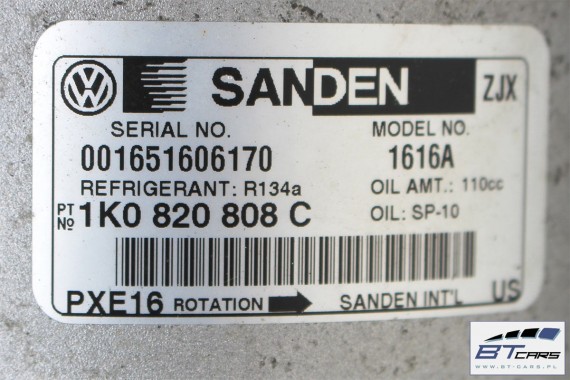 VW SANDEN ZJX
SERIAL NO. MODEL NO.
001651606170 1616A
REFRIGERANT: R134a OIL AMT.: 110cc
PT No 1K0 820 808 C OIL: SP-10
PXE16 ROTATION SANDEN INT'L US
BT CARS
WWW.BT-CARS.PL